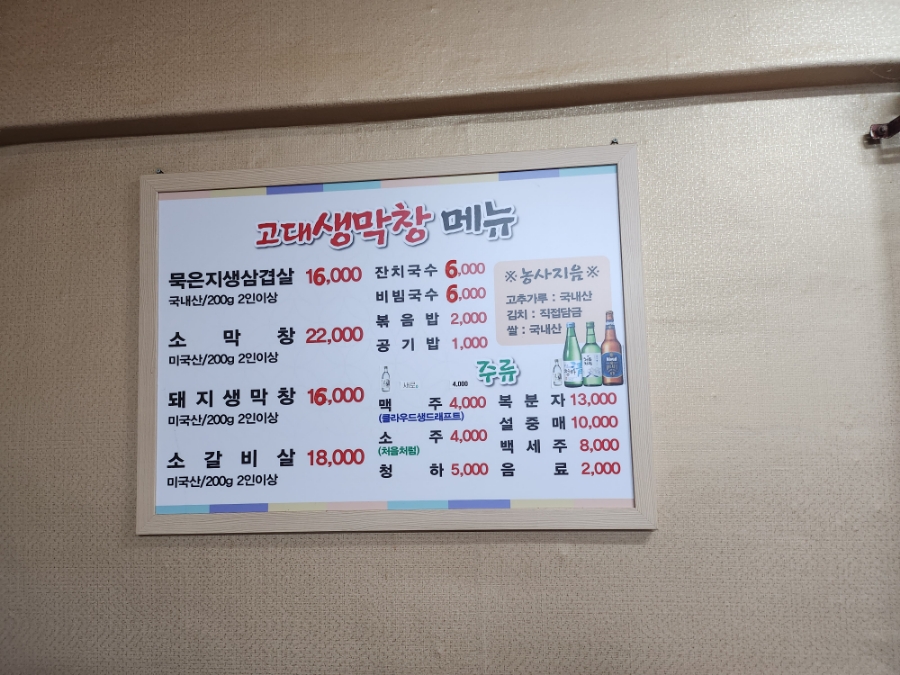 고대생막창 메뉴
묵은지생삼겹살 16,000
국내산/200g 2인이상
소막창 22,000
미국산/200g 2인이상
돼지생막창 16,000
미국산/200g 2인이상
소갈비살 18,000
미국산/200g 2인이상
잔치국수 6,000
비빔국수 6,000
볶음밥 2,000
공기밥 1,000
※농사지음※
고추가루 : 국내산
김치 : 직접담금
쌀 : 국내산
주류
새로 4,000
맥주 4,000
(클라우드생드래프트)
소주 4,000
(처음처럼)
청하 5,000
복분자 13,000
설중매 10,000
백세주 8,000
음료 2,000